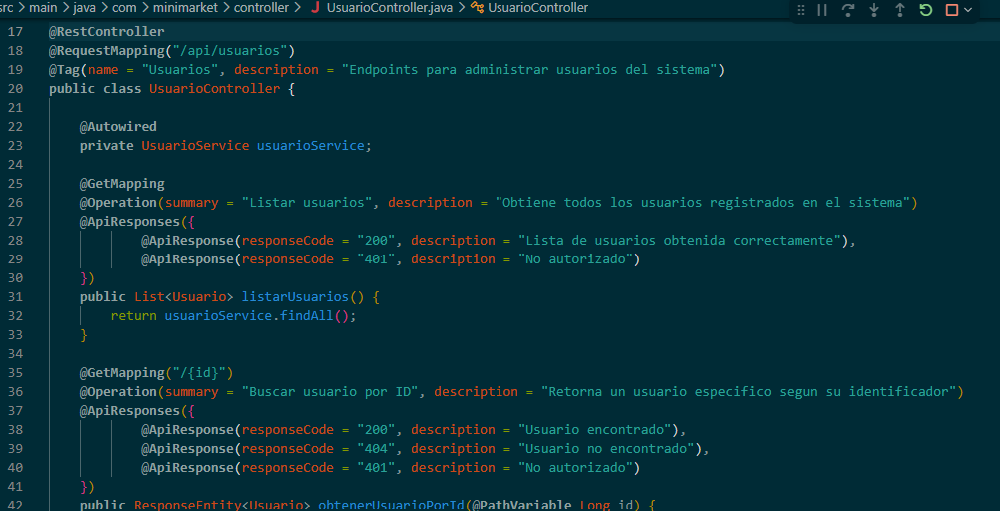 src > main > java > com > minimarket > controller > J UsuarioController.java > UsuarioController
17 @RestController
18 @RequestMapping("/api/usuarios")
19 @Tag(name = "Usuarios", description = "Endpoints para administrar usuarios del sistema")
20 public class UsuarioController {
21
22     @Autowired
23     private UsuarioService usuarioService;
24
25     @GetMapping
26     @Operation(summary = "Listar usuarios", description = "Obtiene todos los usuarios registrados en el sistema")
27     @ApiResponses({
28             @ApiResponse(responseCode = "200", description = "Lista de usuarios obtenida correctamente"),
29             @ApiResponse(responseCode = "401", description = "No autorizado")
30     })
31     public List<Usuario> listarUsuarios() {
32         return usuarioService.findAll();
33     }
34
35     @GetMapping("/{id}")
36     @Operation(summary = "Buscar usuario por ID", description = "Retorna un usuario especifico segun su identificador")
37     @ApiResponses({
38             @ApiResponse(responseCode = "200", description = "Usuario encontrado"),
39             @ApiResponse(responseCode = "404", description = "Usuario no encontrado"),
40             @ApiResponse(responseCode = "401", description = "No autorizado")
41     })
42     public ResponseEntity<Usuario> obtenerUsuarioPorId(@PathVariable Long id) {